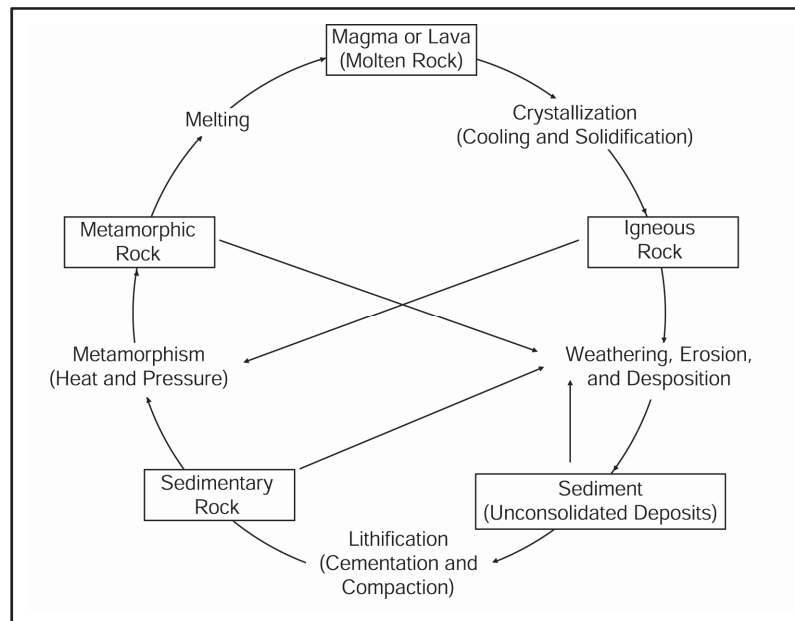 Magma or Lava
(Molten Rock)
Melting
Crystallization
(Cooling and Solidification)
Metamorphic
Rock
Igneous
Rock
Metamorphism
(Heat and Pressure)
Weathering, Erosion,
and Desposition
Sedimentary
Rock
Sediment
(Unconsolidated Deposits)
Lithification
(Cementation and
Compaction)